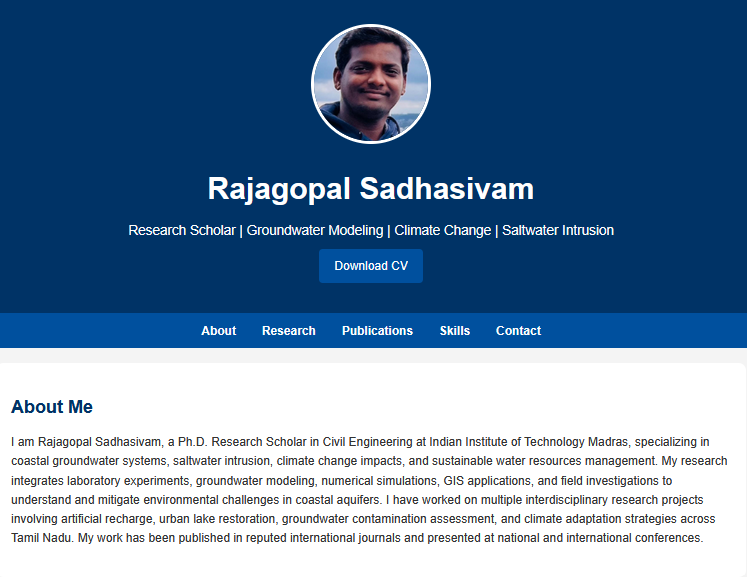 Rajagopal Sadhasivam
Research Scholar | Groundwater Modeling | Climate Change | Saltwater Intrusion
Download CV
About Research Publications Skills Contact
About Me
I am Rajagopal Sadhasivam, a Ph.D. Research Scholar in Civil Engineering at Indian Institute of Technology Madras, specializing in
coastal groundwater systems, saltwater intrusion, climate change impacts, and sustainable water resources management. My research
integrates laboratory experiments, groundwater modeling, numerical simulations, GIS applications, and field investigations to
understand and mitigate environmental challenges in coastal aquifers. I have worked on multiple interdisciplinary research projects
involving artificial recharge, urban lake restoration, groundwater contamination assessment, and climate adaptation strategies across
Tamil Nadu. My work has been published in reputed international journals and presented at national and international conferences.